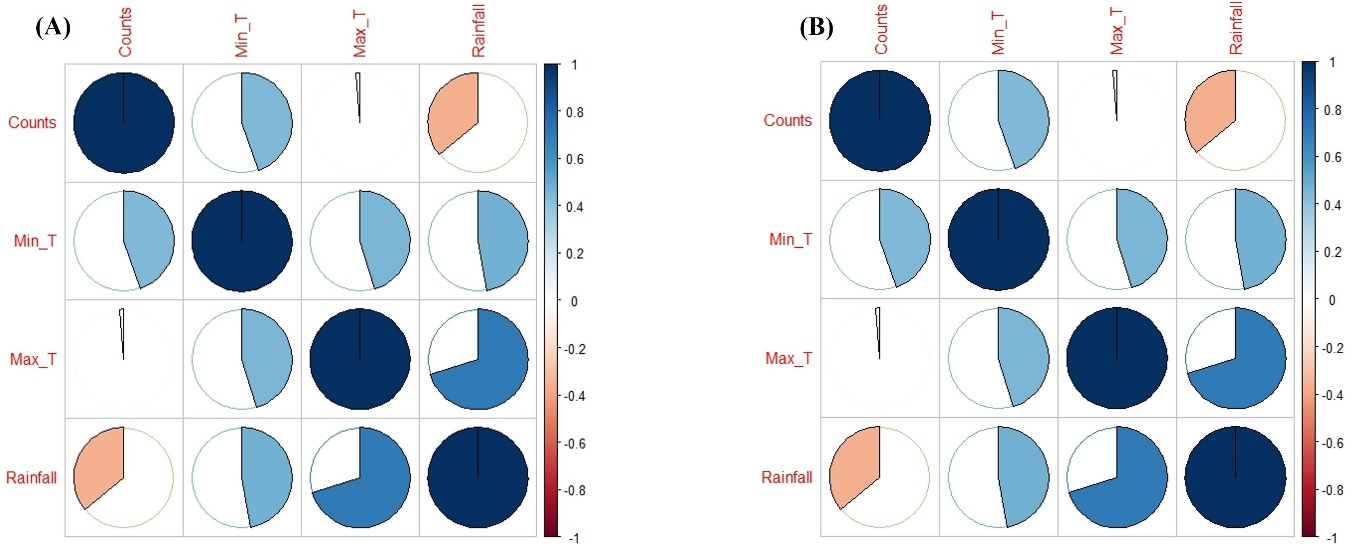 (A)
Counts Min_T Max_T Rainfall
Counts
Min_T
Max_T
Rainfall
1
0.8
0.6
0.4
0.2
0
-0.2
-0.4
-0.6
-0.8
-1
(B)
Counts Min_T Max_T Rainfall
Counts
Min_T
Max_T
Rainfall
1
0.8
0.6
0.4
0.2
0
-0.2
-0.4
-0.6
-0.8
-1